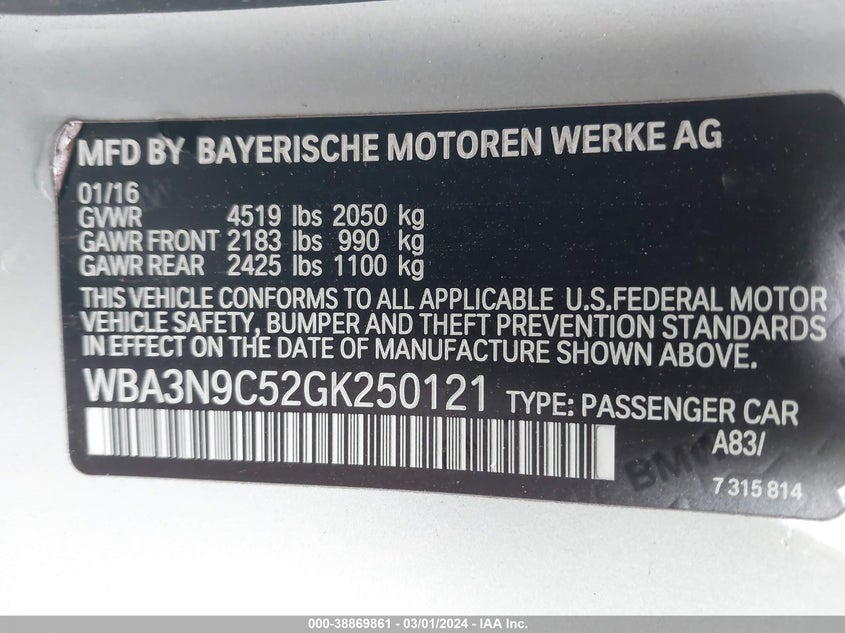 MFD BY BAYERISCHE MOTOREN WERKE AG
01/16
GVWR 4519 lbs 2050 kg
GAWR FRONT 2183 lbs 990 kg
GAWR REAR 2425 lbs 1100 kg
THIS VEHICLE CONFORMS TO ALL APPLICABLE U.S.FEDERAL MOTOR
VEHICLE SAFETY, BUMPER AND THEFT PREVENTION STANDARDS
IN EFFECT ON THE DATE OF MANUFACTURE SHOWN ABOVE.
WBA3N9C52GK250121 TYPE: PASSENGER CAR
A83/
BMW
7 315 814
000-38869861 | 03/01/2024 - IAA Inc.